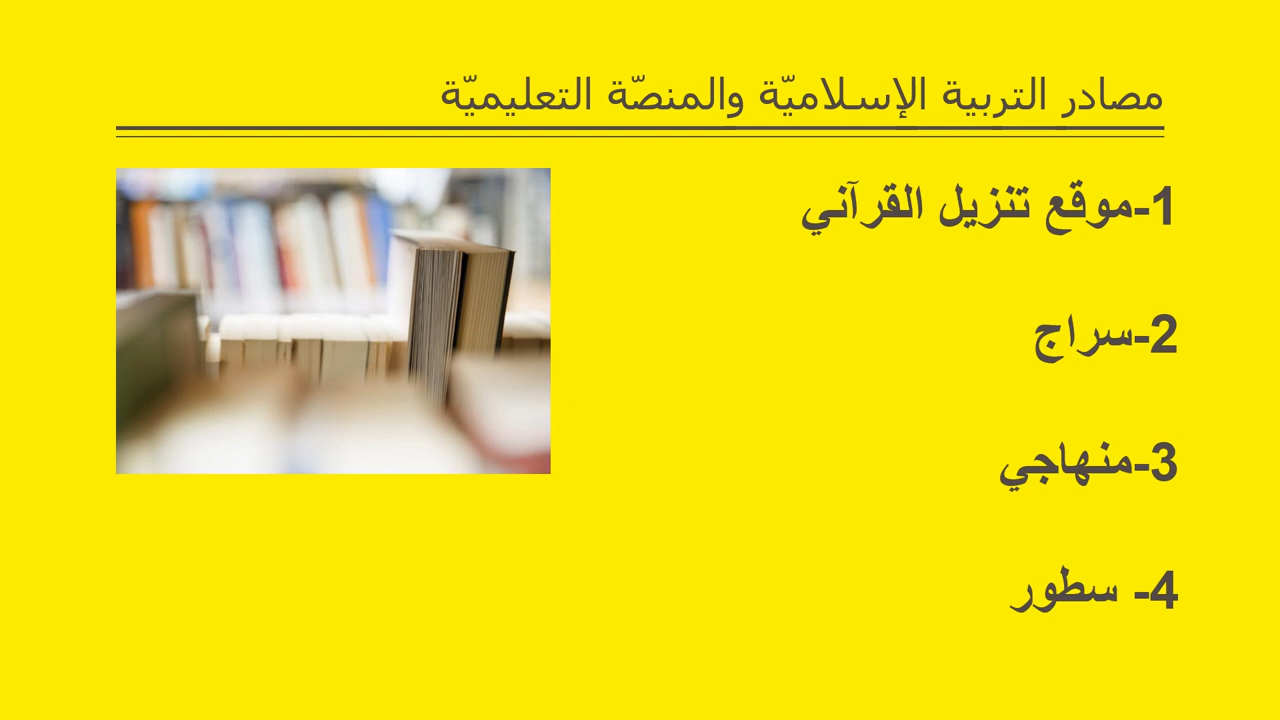 مصادر التربية الإسلاميّة والمنصّة التعليميّة
1-موقع تنزيل القرآني
2-سراج
3-منهاجي
4- سطور